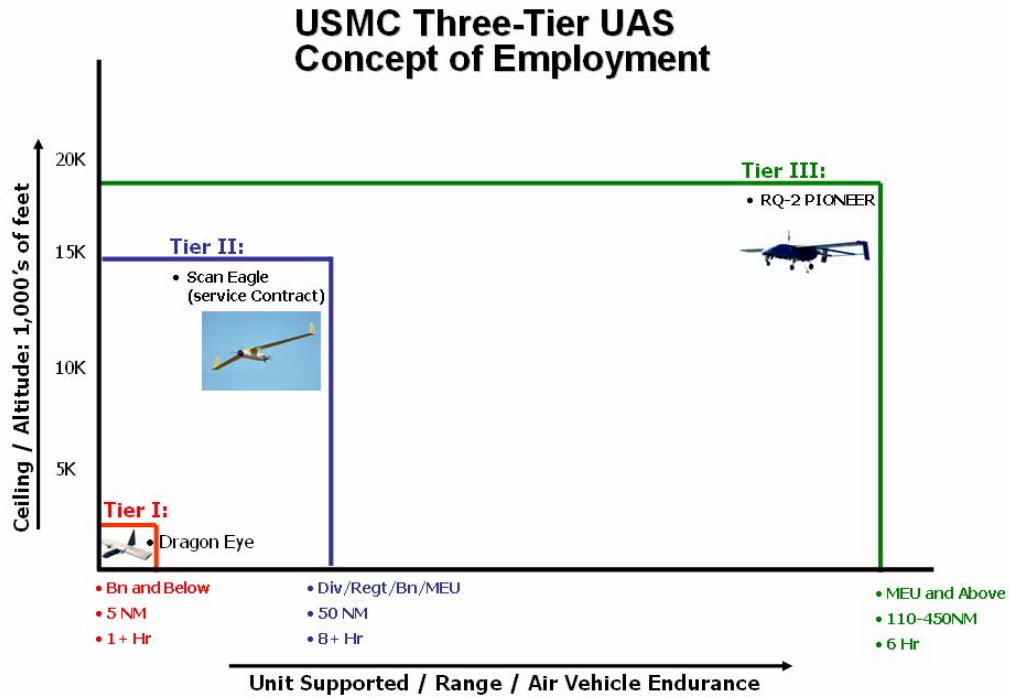 USMC Three-Tier UAS
Concept of Employment
Ceiling / Altitude: 1,000's of feet
20K
15K
10K
5K
Tier III:
• RQ-2 PIONEER
Tier II:
• Scan Eagle
(service Contract)
Tier I:
• Dragon Eye
• Bn and Below
• 5 NM
• 1+ Hr
• Div/Regt/Bn/MEU
• 50 NM
• 8+ Hr
• MEU and Above
• 110-450NM
• 6 Hr
Unit Supported / Range / Air Vehicle Endurance